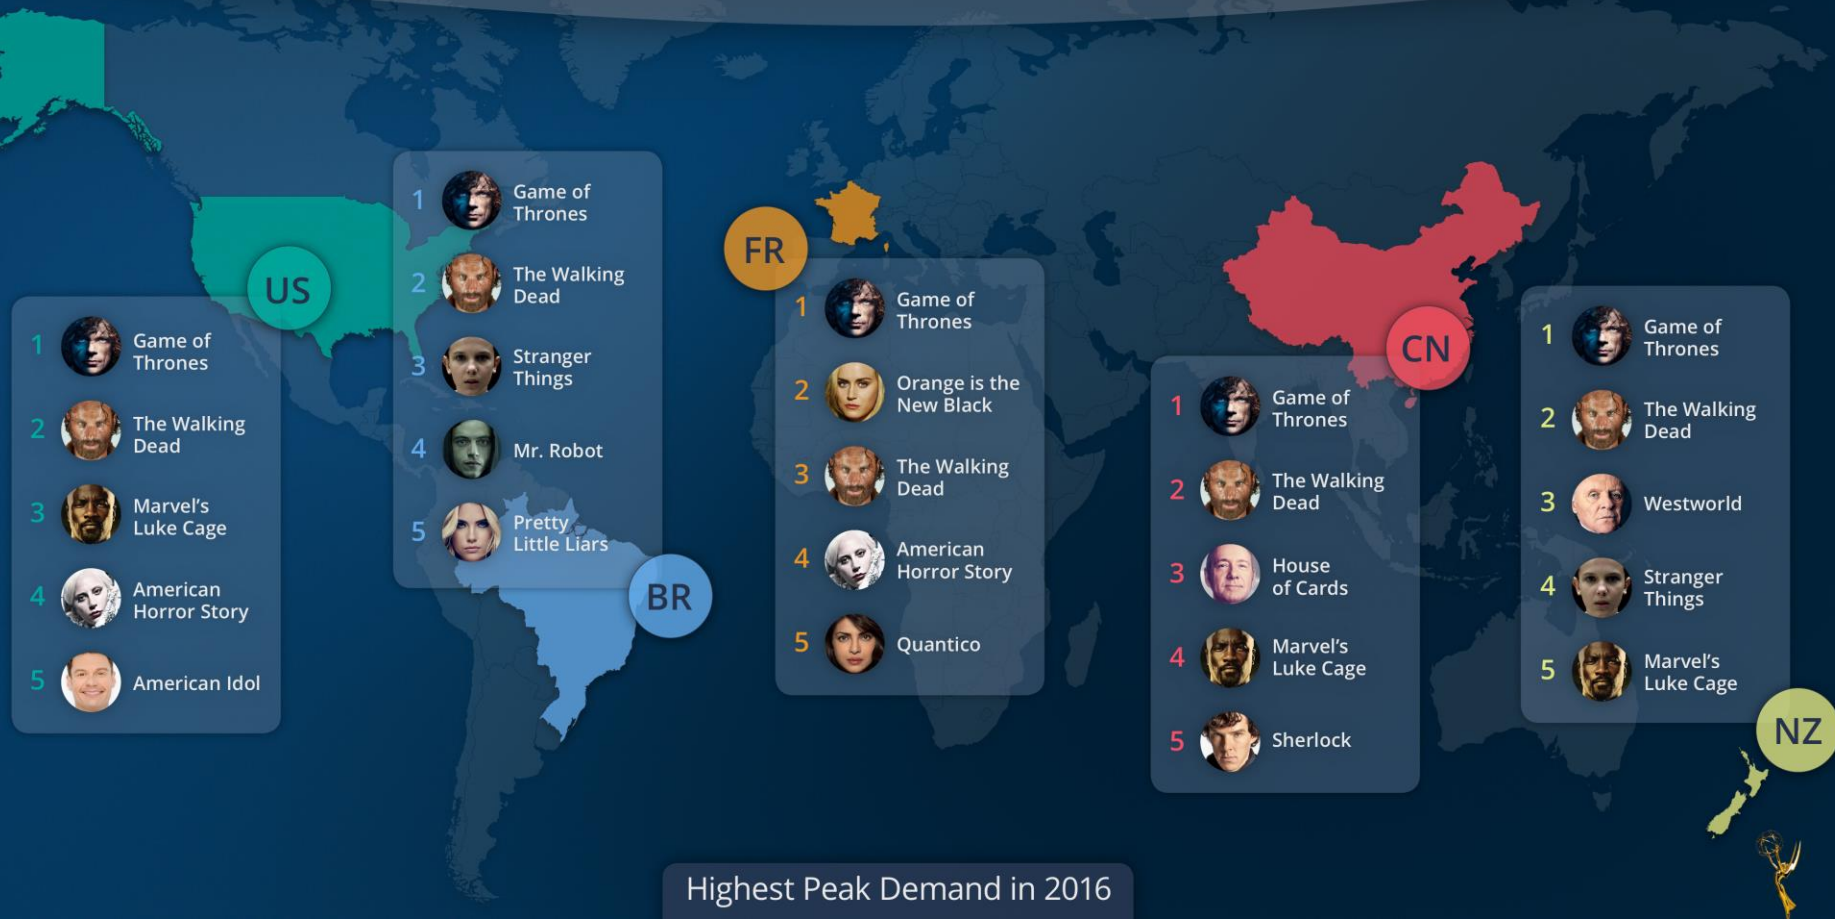 US
1
Game of
Thrones
2
The Walking
Dead
3
Marvel's
Luke Cage
4
American
Horror Story
5
American Idol
1
Game of
Thrones
2
The Walking
Dead
3
Stranger
Things
4
Mr. Robot
5
Pretty
Little Liars
BR
FR
1
Game of
Thrones
2
Orange is the
New Black
3
The Walking
Dead
4
American
Horror Story
5
Quantico
CN
1
Game of
Thrones
2
The Walking
Dead
3
House
of Cards
4
Marvel's
Luke Cage
5
Sherlock
1
Game of
Thrones
2
The Walking
Dead
3
Westworld
4
Stranger
Things
5
Marvel's
Luke Cage
NZ
Highest Peak Demand in 2016